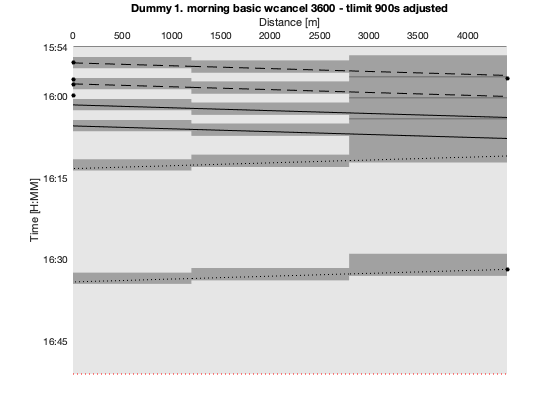 Dummy 1. morning basic wcancel 3600 - tlimit 900s adjusted
Distance [m]
0 500 1000 1500 2000 2500 3000 3500 4000
15:54
16:00
16:15
Time [H:MM]
16:30
16:45